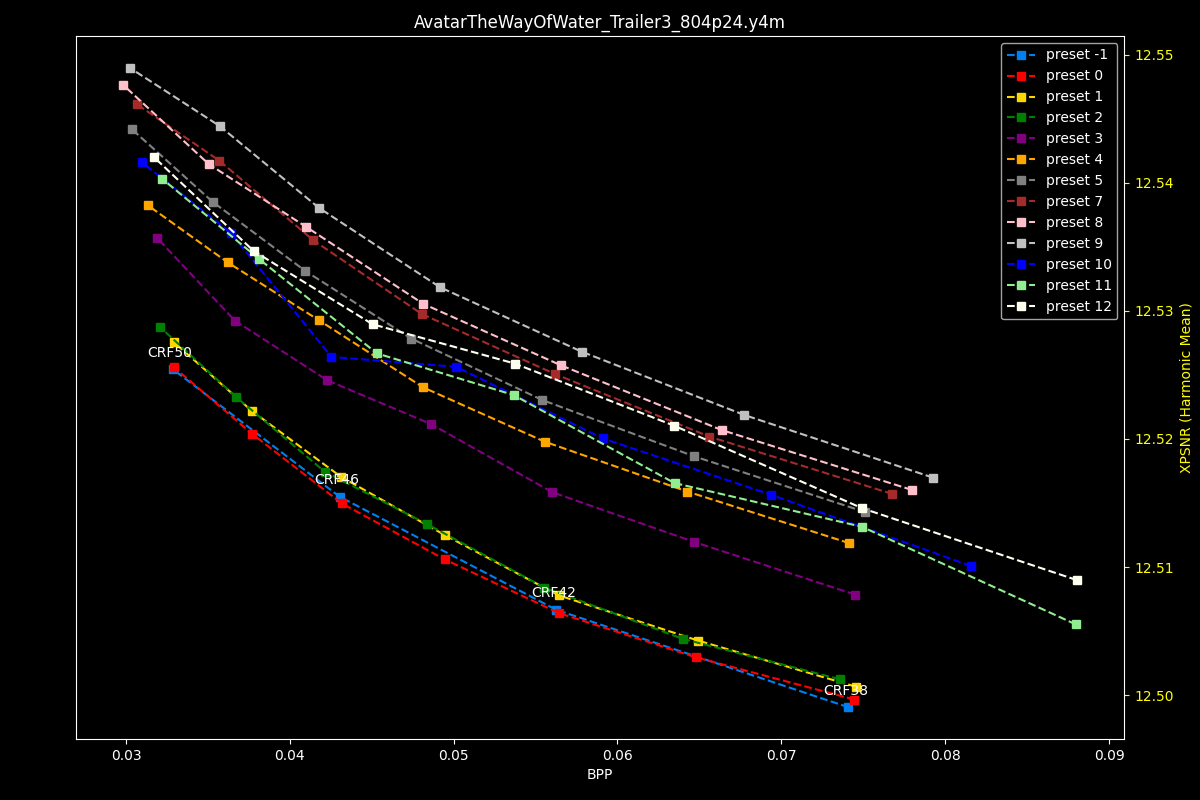 AvatarTheWayOfWater_Trailer3_804p24.y4m
preset -1
preset 0
preset 1
preset 2
preset 3
preset 4
preset 5
preset 7
preset 8
preset 9
preset 10
preset 11
preset 12
12.55
12.54
12.53
12.52
12.51
12.50
XPSNR (Harmonic Mean)
CRF50
CRF46
CRF42
CRF38
0.03
0.04
0.05
0.06
0.07
0.08
0.09
BPP